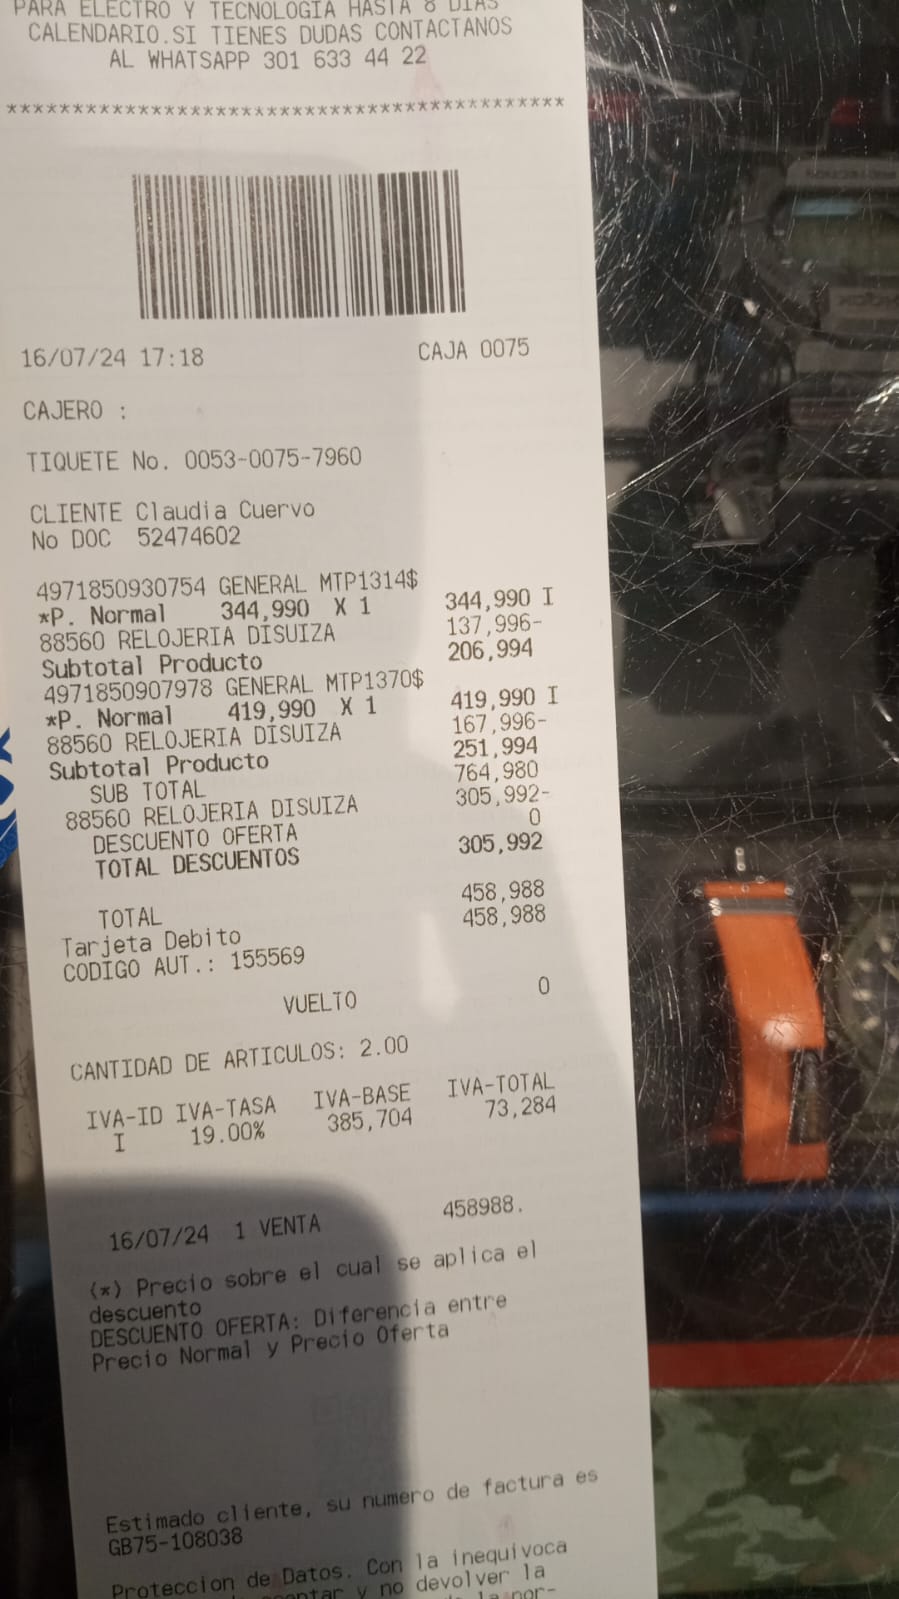 PARA ELECTRO Y TECNOLOGIA HASTA 8 DIAS
CALENDARIO.SI TIENES DUDAS CONTACTANOS
AL WHATSAPP 301 633 44 22
*******************************************
16/07/24 17:18 CAJA 0075
CAJERO :
TIQUETE No. 0053-0075-7960
CLIENTE Claudia Cuervo
No DOC 52474602
4971850930754 GENERAL MTP1314$
*P. Normal 344,990 X 1 344,990 I
88560 RELOJERIA DISUIZA 137,996-
Subtotal Producto 206,994
4971850907978 GENERAL MTP1370$
*P. Normal 419,990 X 1 419,990 I
88560 RELOJERIA DISUIZA 167,996-
Subtotal Producto 251,994
SUB TOTAL 764,980
88560 RELOJERIA DISUIZA 305,992-
DESCUENTO OFERTA 0
TOTAL DESCUENTOS 305,992
TOTAL 458,988
Tarjeta Debito 458,988
CODIGO AUT.: 155569
VUELTO 0
CANTIDAD DE ARTICULOS: 2.00
IVA-ID IVA-TASA IVA-BASE IVA-TOTAL
I 19.00% 385,704 73,284
16/07/24 1 VENTA 458988.
(*) Precio sobre el cual se aplica el
descuento
DESCUENTO OFERTA: Diferencia entre
Precio Normal y Precio Oferta
Estimado cliente, su numero de factura es
GB75-108038
Proteccion de Datos. Con la inequivoca
y no devolver la